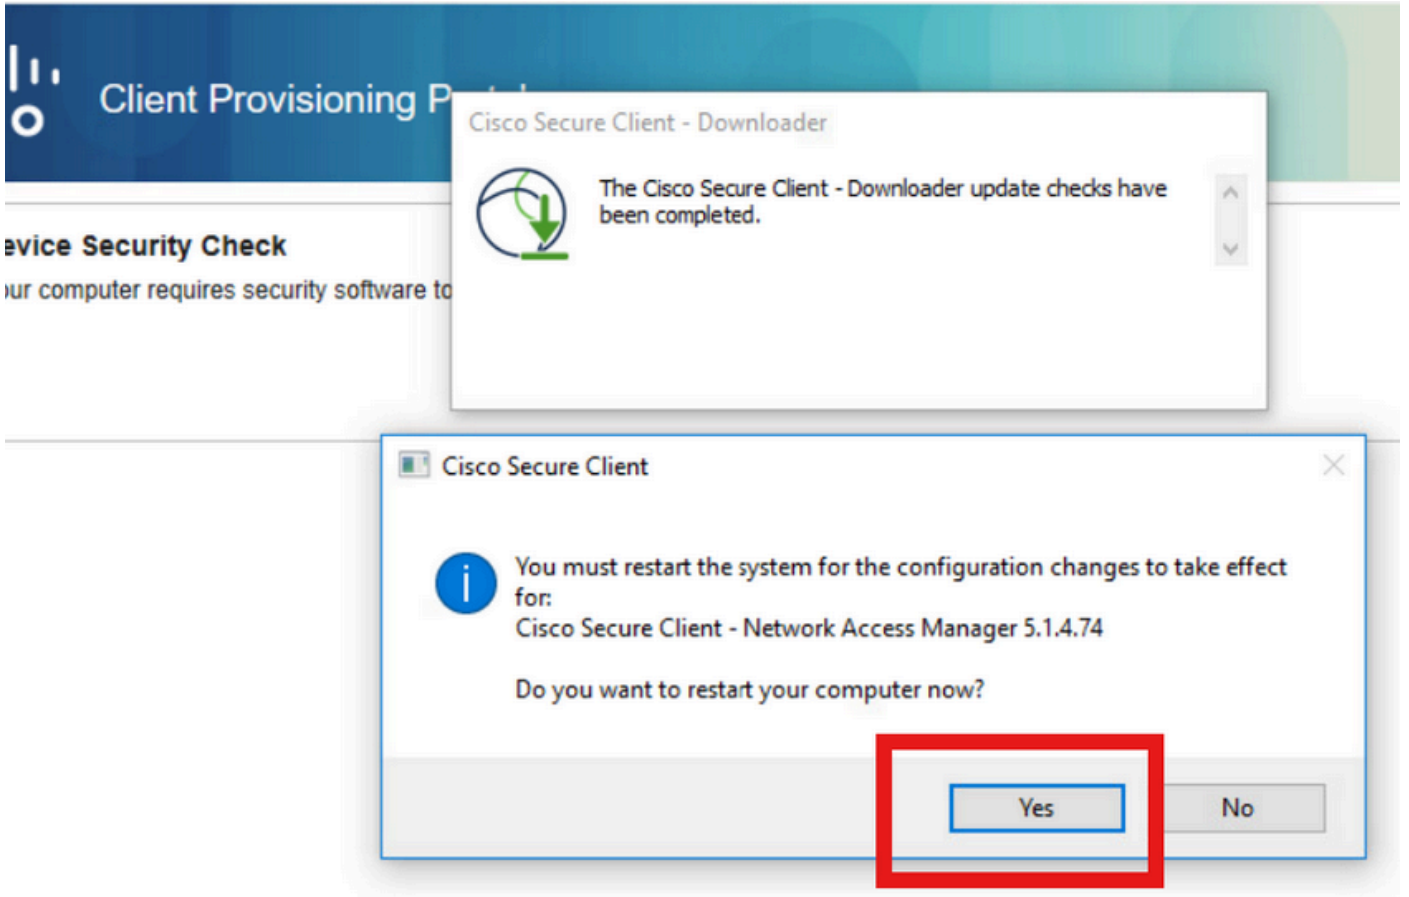 Client Provisioning
Cisco Secure Client - Downloader
The Cisco Secure Client - Downloader update checks have
been completed.
evice Security Check
ur computer requires security software to
Cisco Secure Client
You must restart the system for the configuration changes to take effect
for:
Cisco Secure Client - Network Access Manager 5.1.4.74
Do you want to restart your computer now?
Yes
No